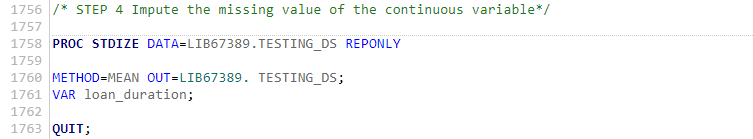 1756 /* STEP 4 Impute the missing value of the continuous variable*/
1757
1758 PROC STDIZE DATA=LIB67389.TESTING_DS REPONLY
1759
1760 METHOD=MEAN OUT=LIB67389. TESTING_DS;
1761 VAR loan_duration;
1762
1763 QUIT;